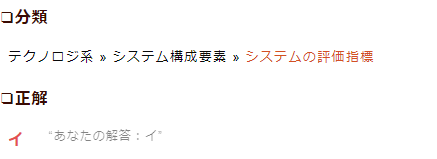 ❏分類
テクノロジ系 » システム構成要素 » システムの評価指標
❏正解
イ “あなたの解答：イ”